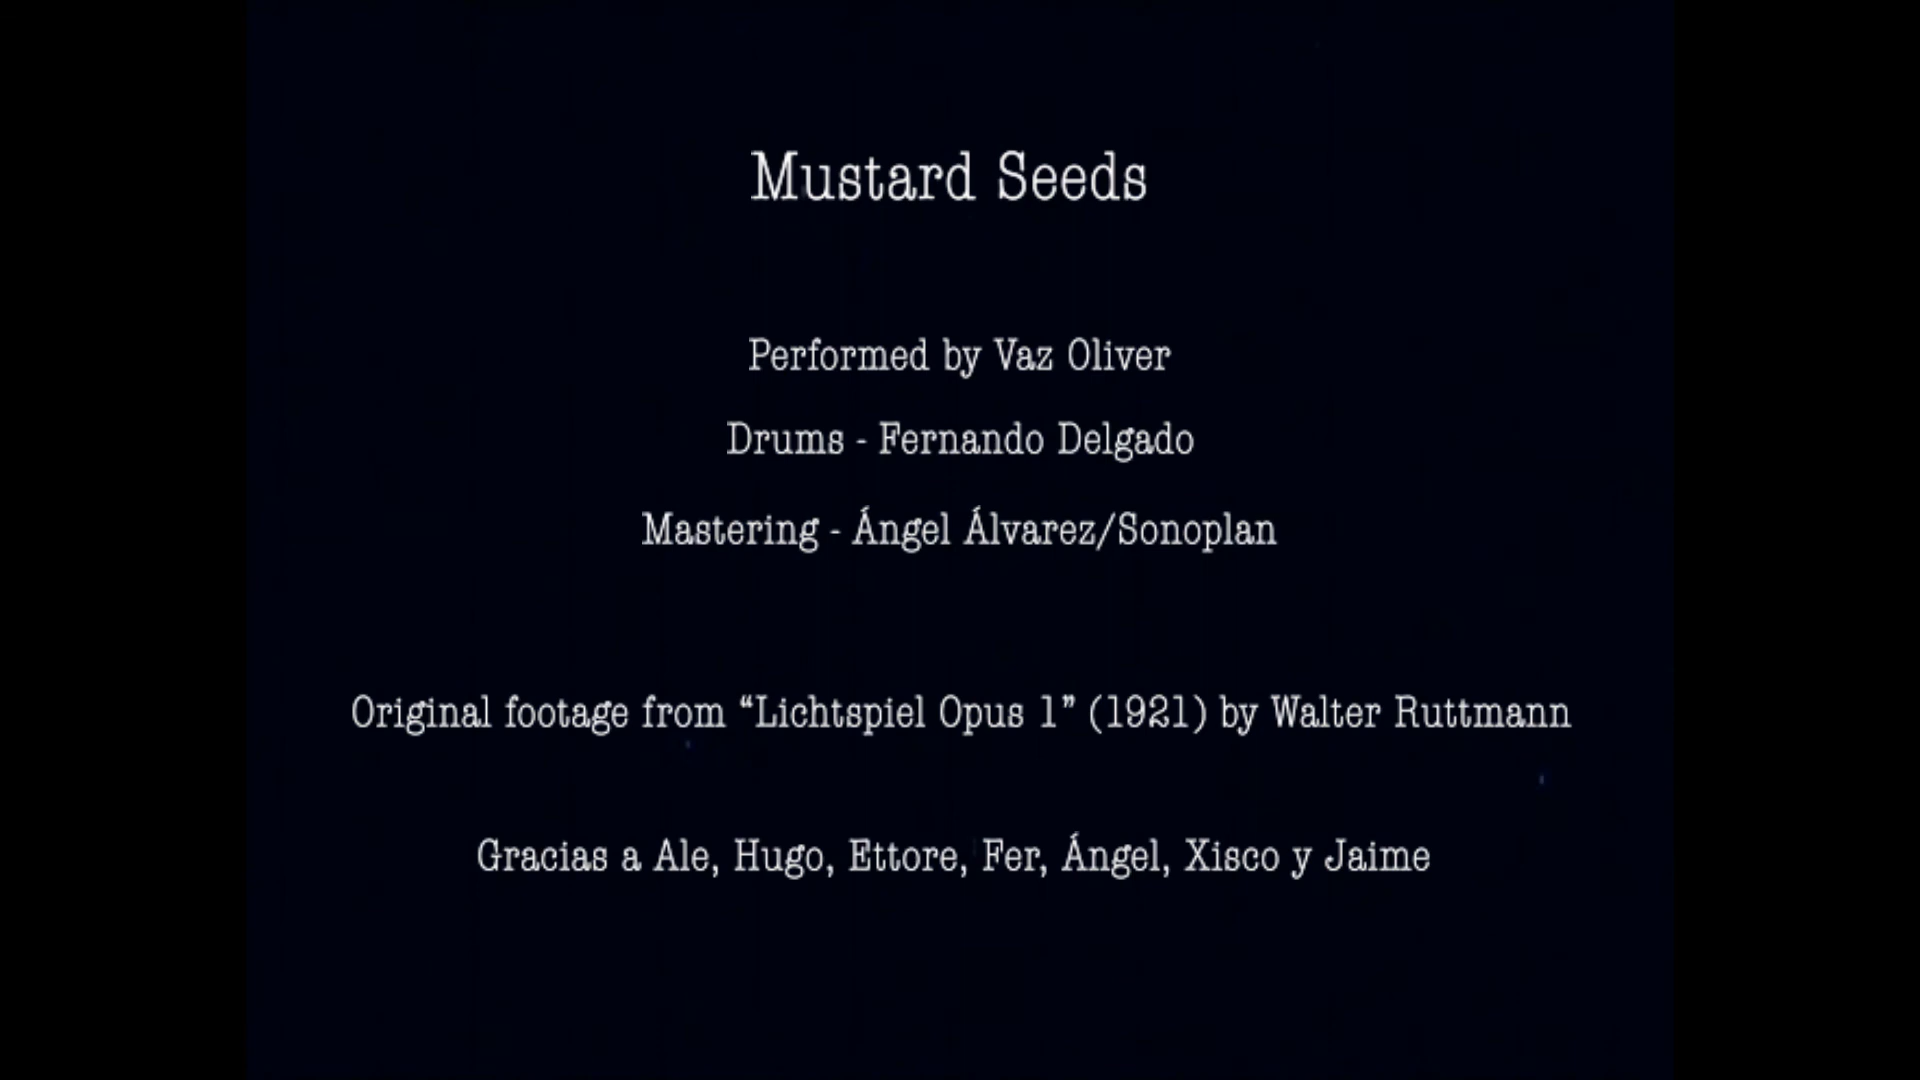 Mustard Seeds
Performed by Vaz Oliver
Drums - Fernando Delgado
Mastering - Ángel Álvarez/Sonoplan
Original footage from “Lichtspiel Opus 1” (1921) by Walter Ruttmann
Gracias a Ale, Hugo, Ettore, Fer, Ángel, Xisco y Jaime